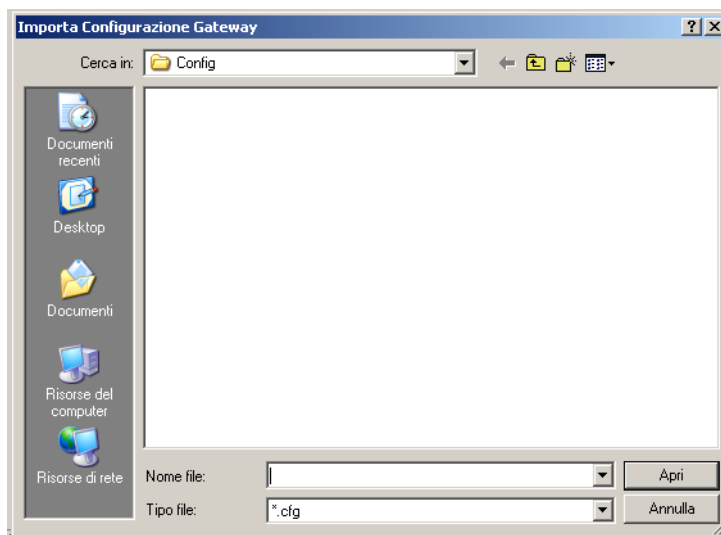 Importa Configurazione Gateway
Cerca in: Config
Documenti
recenti
Desktop
Documenti
Risorse del
computer
Risorse di rete
Nome file:
Apri
Tipo file: *.cfg
Annulla